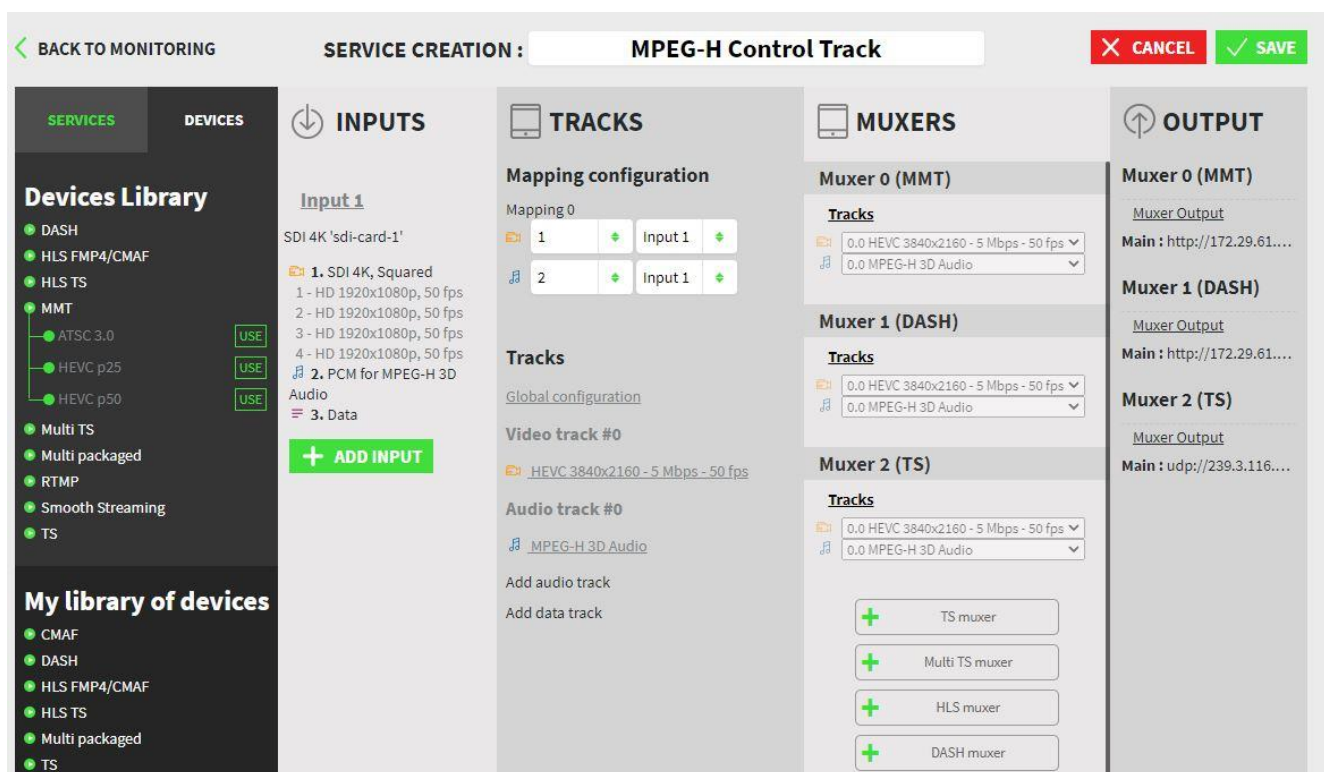 BACK TO MONITORING
SERVICE CREATION :
MPEG-H Control Track
CANCEL
SAVE
SERVICES
DEVICES
Devices Library
DASH
HLS FMP4/CMAF
HLS TS
MMT
ATSC 3.0
USE
HEVC p25
USE
HEVC p50
USE
Multi TS
Multi packaged
RTMP
Smooth Streaming
TS
My library of devices
CMAF
DASH
HLS FMP4/CMAF
HLS TS
Multi packaged
TS
INPUTS
Input 1
SDI 4K 'sdi-card-1'
1. SDI 4K, Squared
1 - HD 1920x1080p, 50 fps
2 - HD 1920x1080p, 50 fps
3 - HD 1920x1080p, 50 fps
4 - HD 1920x1080p, 50 fps
2. PCM for MPEG-H 3D
Audio
3. Data
ADD INPUT
TRACKS
Mapping configuration
Mapping 0
1 Input 1
2 Input 1
Tracks
Global configuration
Video track #0
HEVC 3840x2160 - 5 Mbps - 50 fps
Audio track #0
MPEG-H 3D Audio
Add audio track
Add data track
MUXERS
Muxer 0 (MMT)
Tracks
0.0 HEVC 3840x2160 - 5 Mbps - 50 fps
0.0 MPEG-H 3D Audio
Muxer 1 (DASH)
Tracks
0.0 HEVC 3840x2160 - 5 Mbps - 50 fps
0.0 MPEG-H 3D Audio
Muxer 2 (TS)
Tracks
0.0 HEVC 3840x2160 - 5 Mbps - 50 fps
0.0 MPEG-H 3D Audio
TS muxer
Multi TS muxer
HLS muxer
DASH muxer
OUTPUT
Muxer 0 (MMT)
Muxer Output
Main : http://172.29.61....
Muxer 1 (DASH)
Muxer Output
Main : http://172.29.61....
Muxer 2 (TS)
Muxer Output
Main : udp://239.3.116....